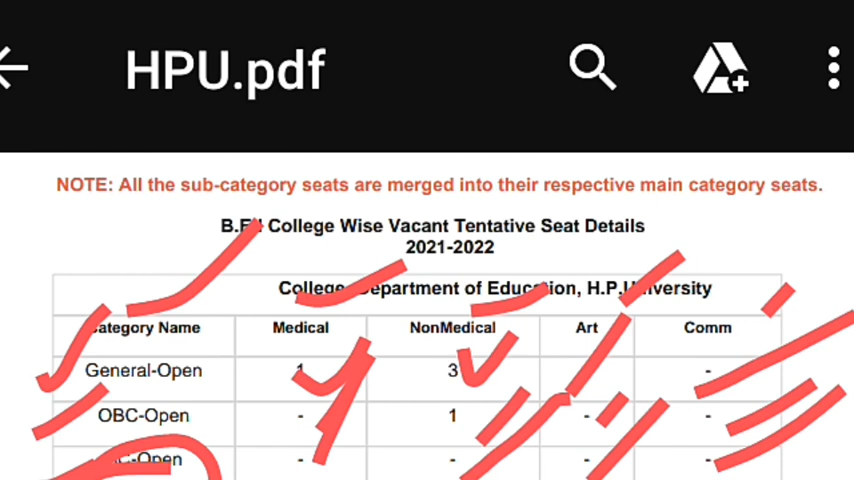 HPU.pdf
NOTE: All the sub-category seats are merged into their respective main category seats.
B.Ed College Wise Vacant Tentative Seat Details
2021-2022
College: Department of Education, H.P.University
Category Name Medical NonMedical Art Comm
General-Open 1 3 -
OBC-Open - 1 - -
-Open - - - -